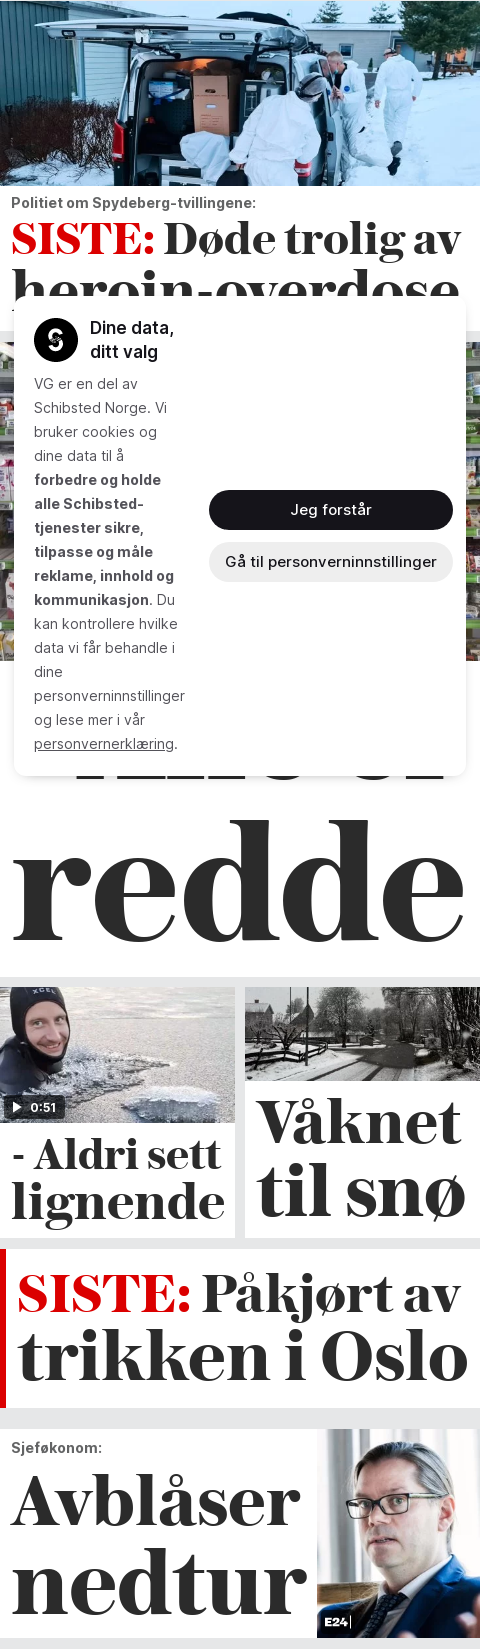 Politiet om Spydeberg-tvillingene:
SISTE: Døde trolig av
heroin-overdose
Dine data,
ditt valg
VG er en del av
Schibsted Norge. Vi
bruker cookies og
dine data til å
forbedre og holde
alle Schibsted-
tjenester sikre,
tilpasse og måle
reklame, innhold og
kommunikasjon. Du
kan kontrollere hvilke
data vi får behandle i
dine
personverninnstillinger
og lese mer i vår
personvernerklæring.
Jeg forstår
Gå til personverninnstillinger
redde
XCEL
0:51
- Aldri sett
lignende
Våknet
til snø
SISTE: Påkjørt av
trikken i Oslo
Sjeføkonom:
Avblåser
nedtur
E24